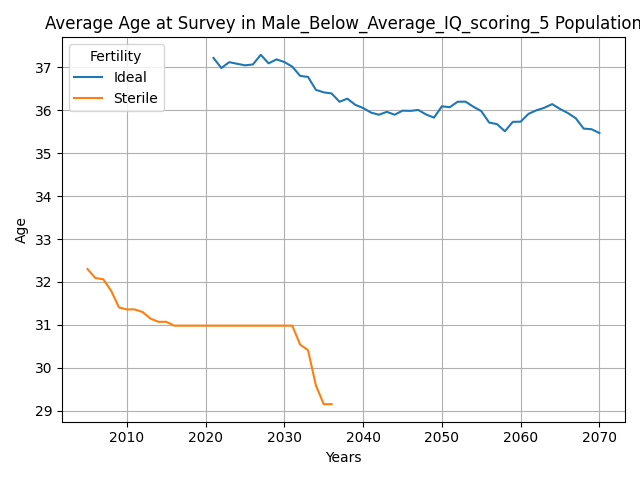 Average Age at Survey in Male_Below_Average_IQ_scoring_5 Population
Fertility
Ideal
Sterile
Age
37
36
35
34
33
32
31
30
29
2010 2020 2030 2040 2050 2060 2070
Years